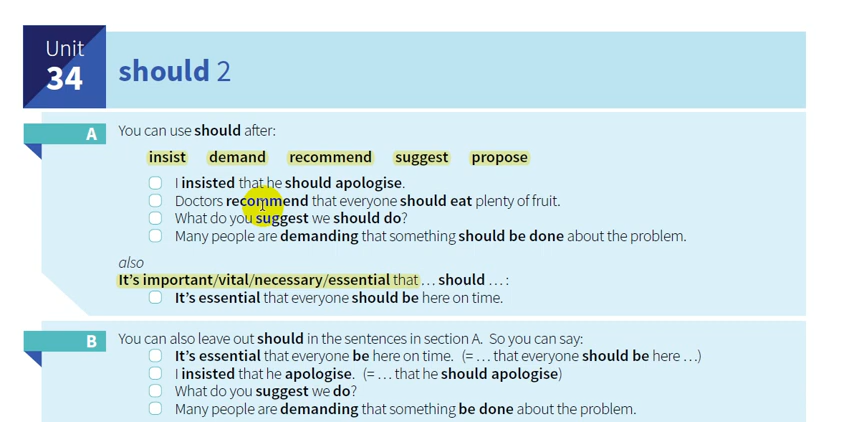 Unit
34
should 2
A
You can use should after:
insist demand recommend suggest propose
I insisted that he should apologise.
Doctors recommend that everyone should eat plenty of fruit.
What do you suggest we should do?
Many people are demanding that something should be done about the problem.
also
It's important/vital/necessary/essential that … should … :
It's essential that everyone should be here on time.
B
You can also leave out should in the sentences in section A. So you can say:
It's essential that everyone be here on time. (= … that everyone should be here …)
I insisted that he apologise. (= … that he should apologise)
What do you suggest we do?
Many people are demanding that something be done about the problem.